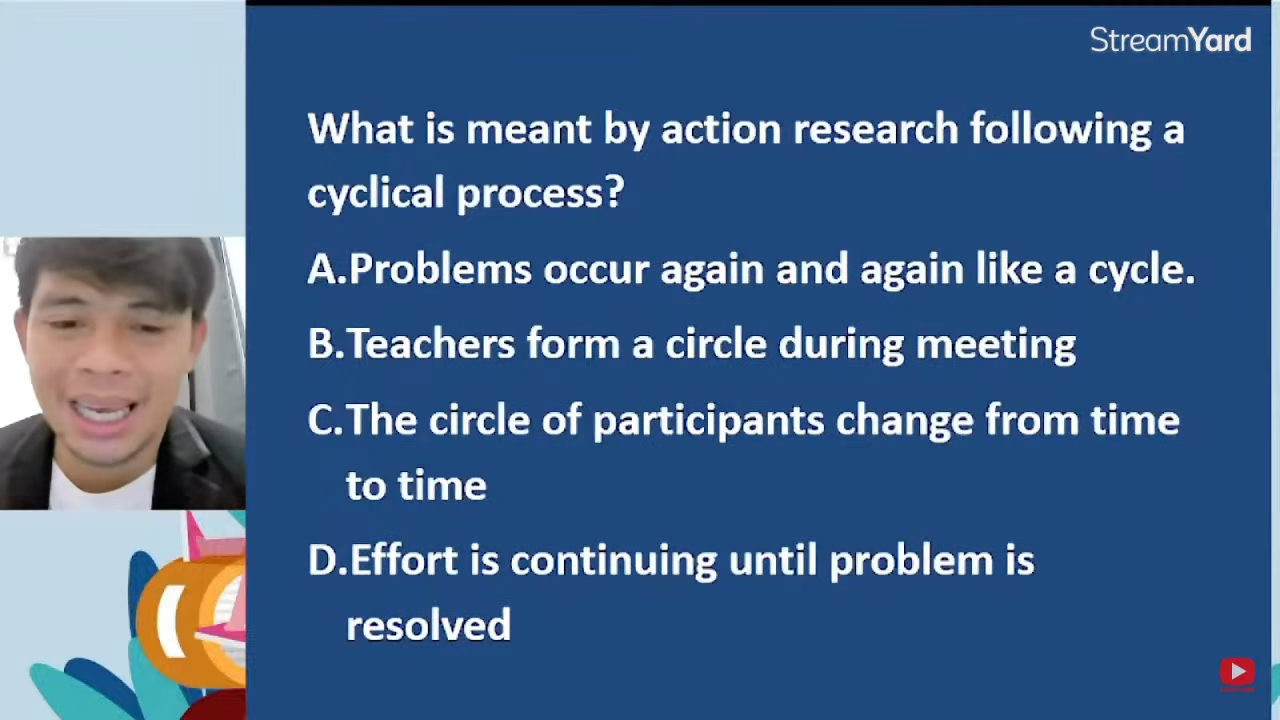 StreamYard
What is meant by action research following a
cyclical process?
A.Problems occur again and again like a cycle.
B.Teachers form a circle during meeting
C.The circle of participants change from time
to time
D.Effort is continuing until problem is
resolved